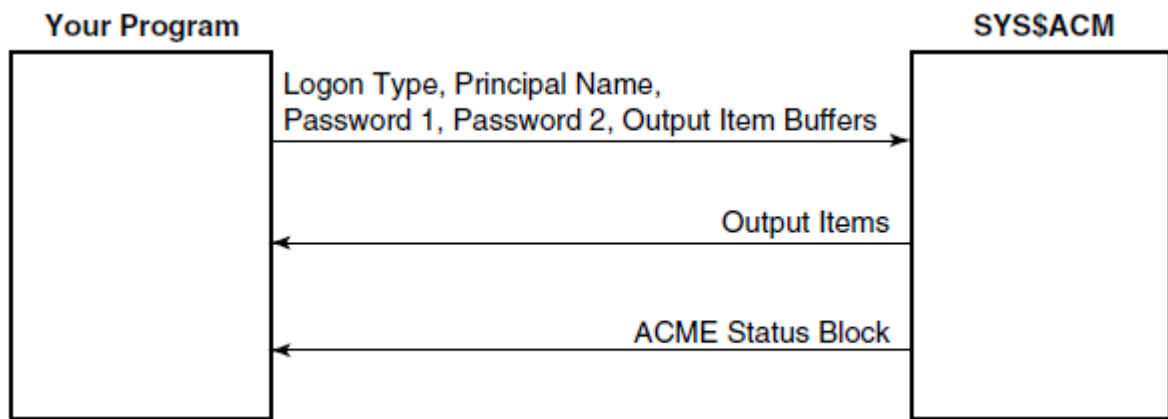 Your Program
SYS$ACM
Logon Type, Principal Name,
Password 1, Password 2, Output Item Buffers
Output Items
ACME Status Block